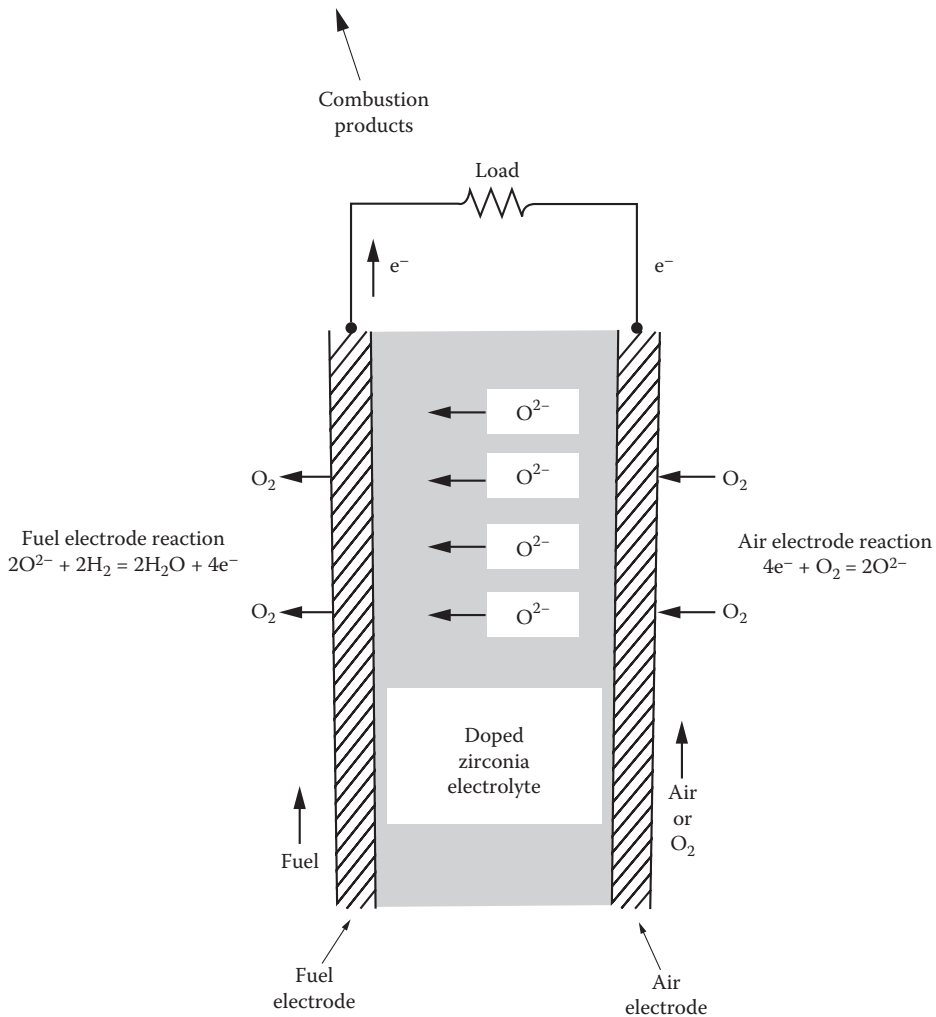 Combustion
products
Load
e⁻
e⁻
O²⁻
O²⁻
O₂
O₂
Fuel electrode reaction
2O²⁻ + 2H₂ = 2H₂O + 4e⁻
O²⁻
Air electrode reaction
4e⁻ + O₂ = 2O²⁻
O₂
O²⁻
O₂
Doped
zirconia
electrolyte
Air
or
O₂
Fuel
Fuel
electrode
Air
electrode